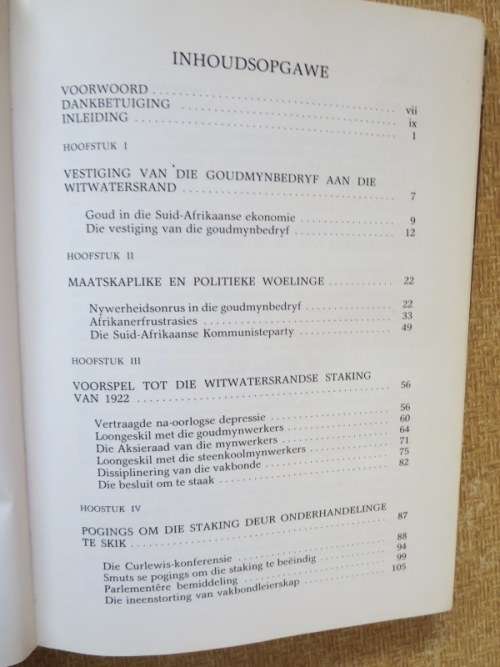 INHOUDSOPGAWE
VOORWOORD ........ vii
DANKBETUIGING ........ ix
INLEIDING ........ 1
HOOFSTUK I
VESTIGING VAN DIE GOUDMYNBEDRYF AAN DIE
WITWATERSRAND ........ 7
Goud in die Suid-Afrikaanse ekonomie ........ 9
Die vestiging van die goudmynbedryf ........ 12
HOOFSTUK II
MAATSKAPLIKE EN POLITIEKE WOELINGE ........ 22
Nywerheidsonrus in die goudmynbedryf ........ 22
Afrikanerfrustrasies ........ 33
Die Suid-Afrikaanse Kommunisteparty ........ 49
HOOFSTUK III
VOORSPEL TOT DIE WITWATERSRANDSE STAKING
VAN 1922 ........ 56
Vertraagde na-oorlogse depressie ........ 56
Loongeskil met die goudmynwerkers ........ 60
Die Aksieraad van die mynwerkers ........ 64
Loongeskil met die steenkoolmynwerkers ........ 71
Dissiplinering van die vakbonde ........ 75
Die besluit om te staak ........ 82
HOOSTUK IV
POGINGS OM DIE STAKING DEUR ONDERHANDELINGE
TE SKIK ........ 87
Die Curlewis-konferensie ........ 88
Smuts se pogings om die staking te beëindig ........ 94
Parlementêre bemiddeling ........ 99
Die ineenstorting van vakbondleierskap ........ 105